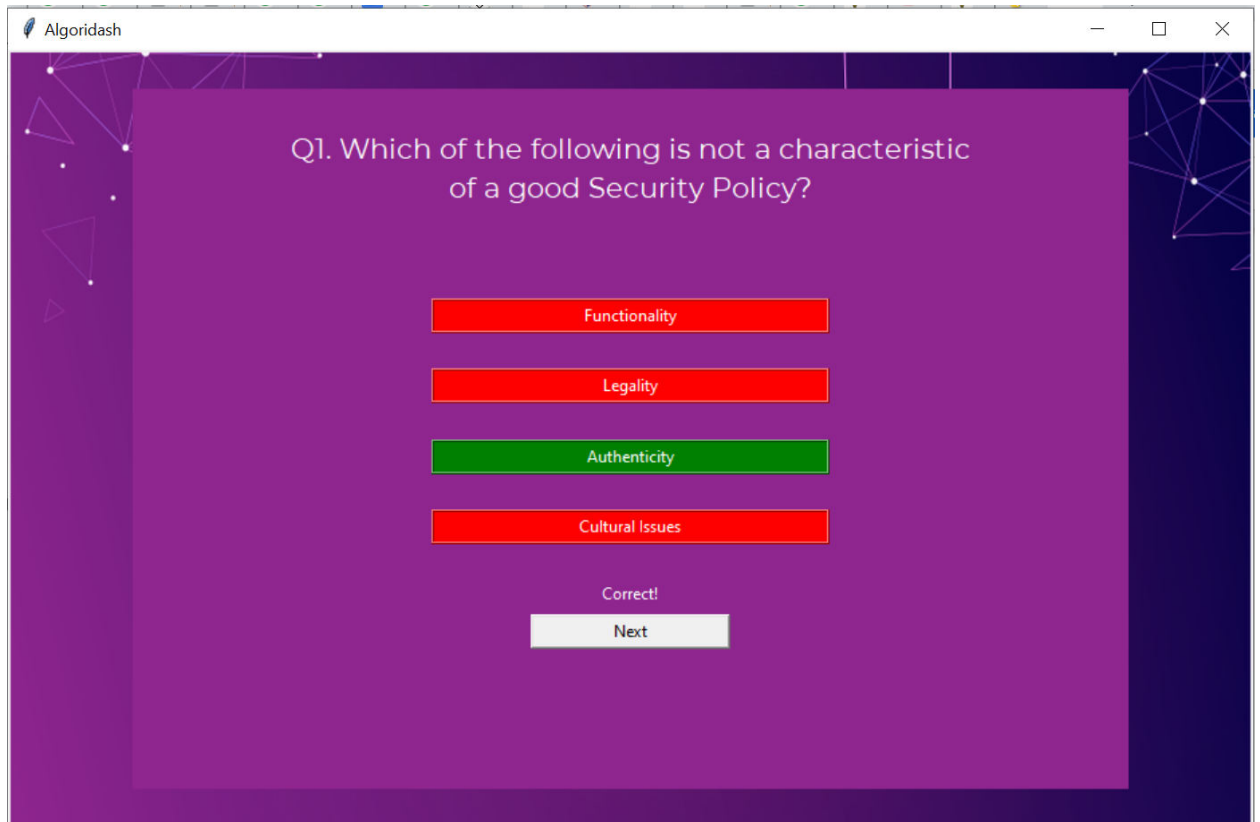 Algoridash
Q1. Which of the following is not a characteristic
of a good Security Policy?
Functionality
Legality
Authenticity
Cultural Issues
Correct!
Next